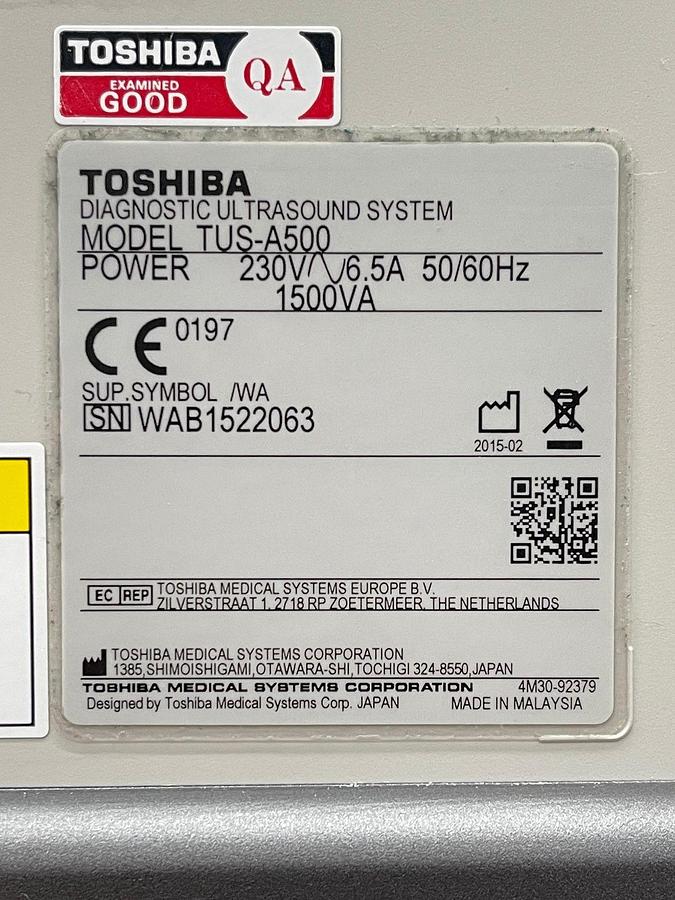 TOSHIBA
EXAMINED
GOOD
QA
TOSHIBA
DIAGNOSTIC ULTRASOUND SYSTEM
MODEL TUS-A500
POWER 230V 6.5A 50/60Hz
1500VA
CE 0197
SUP.SYMBOL /WA
SN WAB1522063
2015-02
EC REP TOSHIBA MEDICAL SYSTEMS EUROPE B.V.
ZILVERSTRAAT 1, 2718 RP ZOETERMEER, THE NETHERLANDS
TOSHIBA MEDICAL SYSTEMS CORPORATION
1385,SHIMOISHIGAMI,OTAWARA-SHI,TOCHIGI 324-8550,JAPAN
TOSHIBA MEDICAL SYSTEMS CORPORATION 4M30-92379
Designed by Toshiba Medical Systems Corp. JAPAN MADE IN MALAYSIA